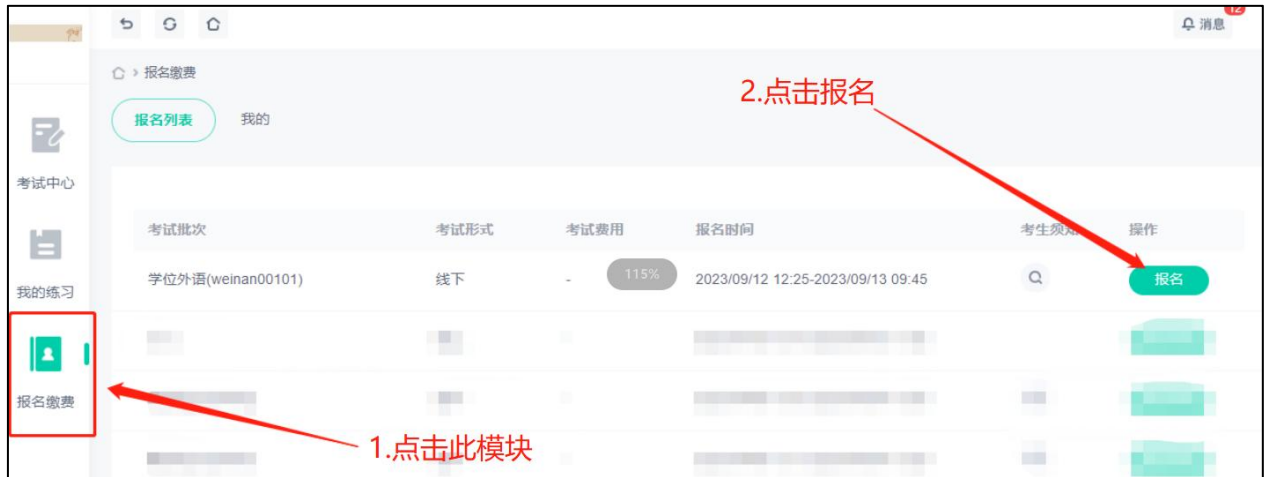 12
消息
报名缴费
2.点击报名
报名列表 我的
考试中心
考试批次 考试形式 考试费用 报名时间 考生须知 操作
学位外语(weinan00101) 线下 - 115% 2023/09/12 12:25-2023/09/13 09:45 报名
我的练习
报名缴费
1.点击此模块